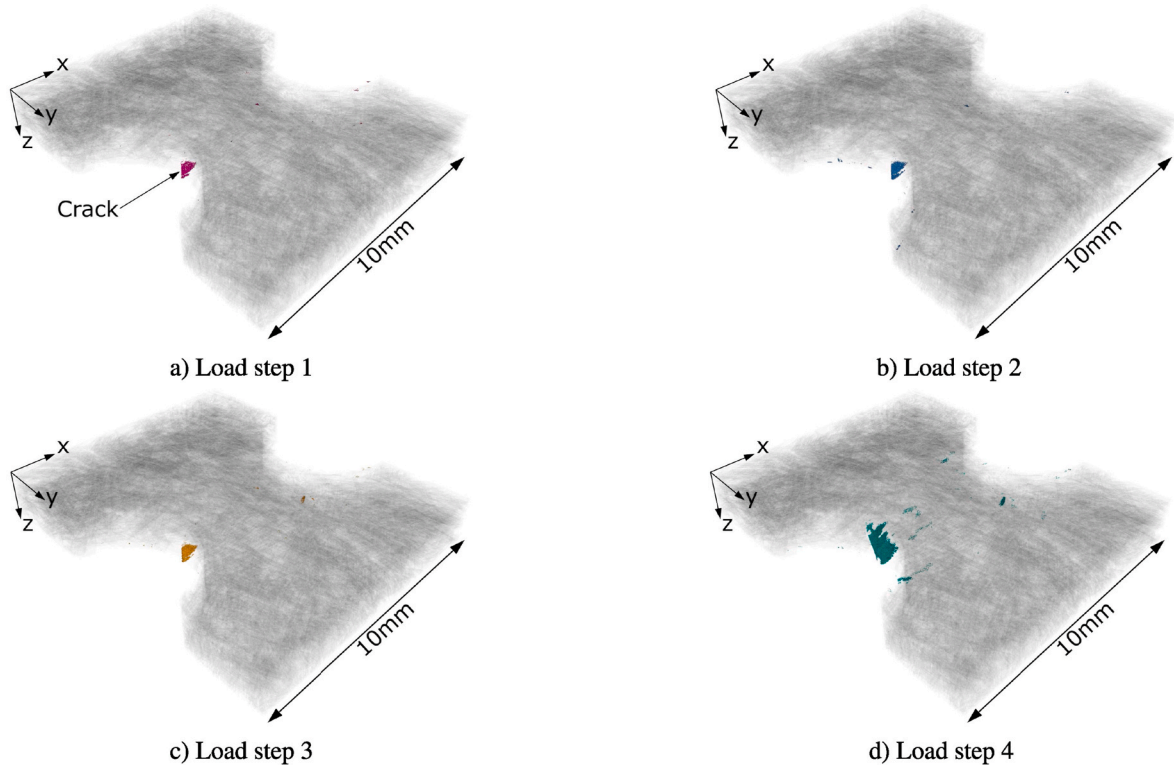 x
y
z
Crack
10mm
a) Load step 1
x
y
z
10mm
b) Load step 2
x
y
z
10mm
c) Load step 3
x
y
z
10mm
d) Load step 4